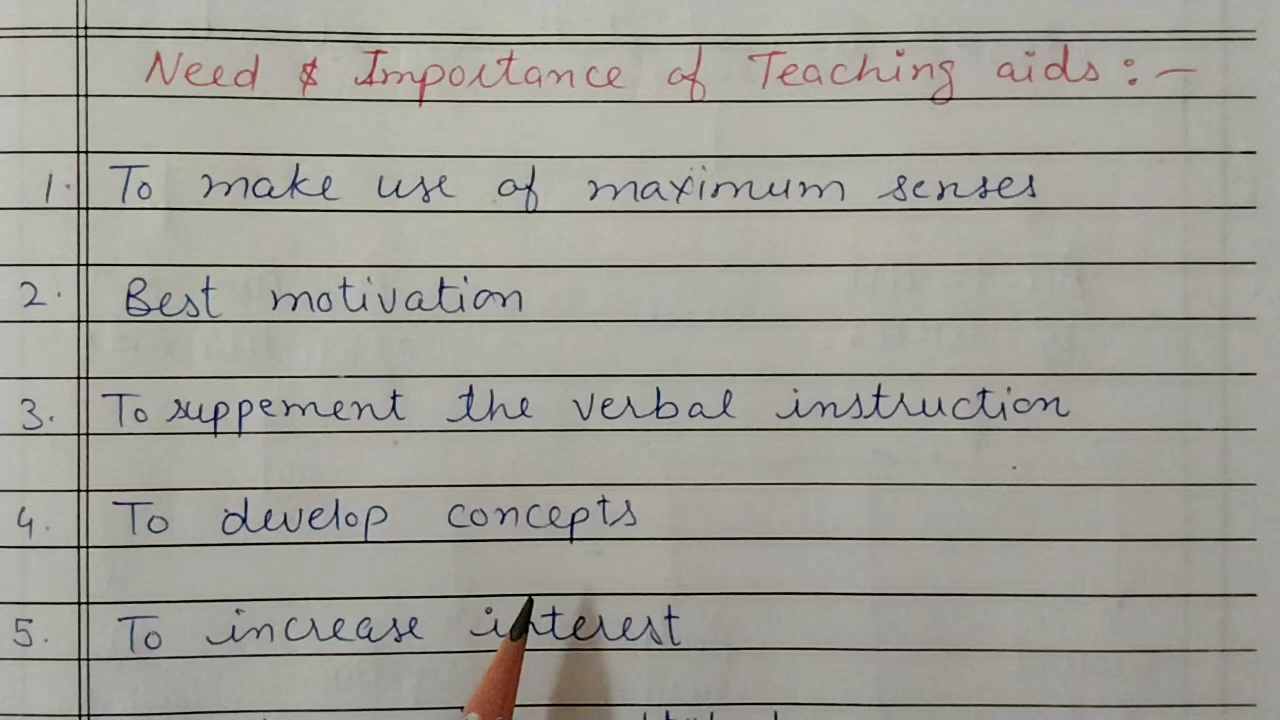 Need & Importance of Teaching aids :-
1. To make use of maximum senses
2. Best motivation
3. To suppement the verbal instruction
4. To develop concepts
5. To increase interest